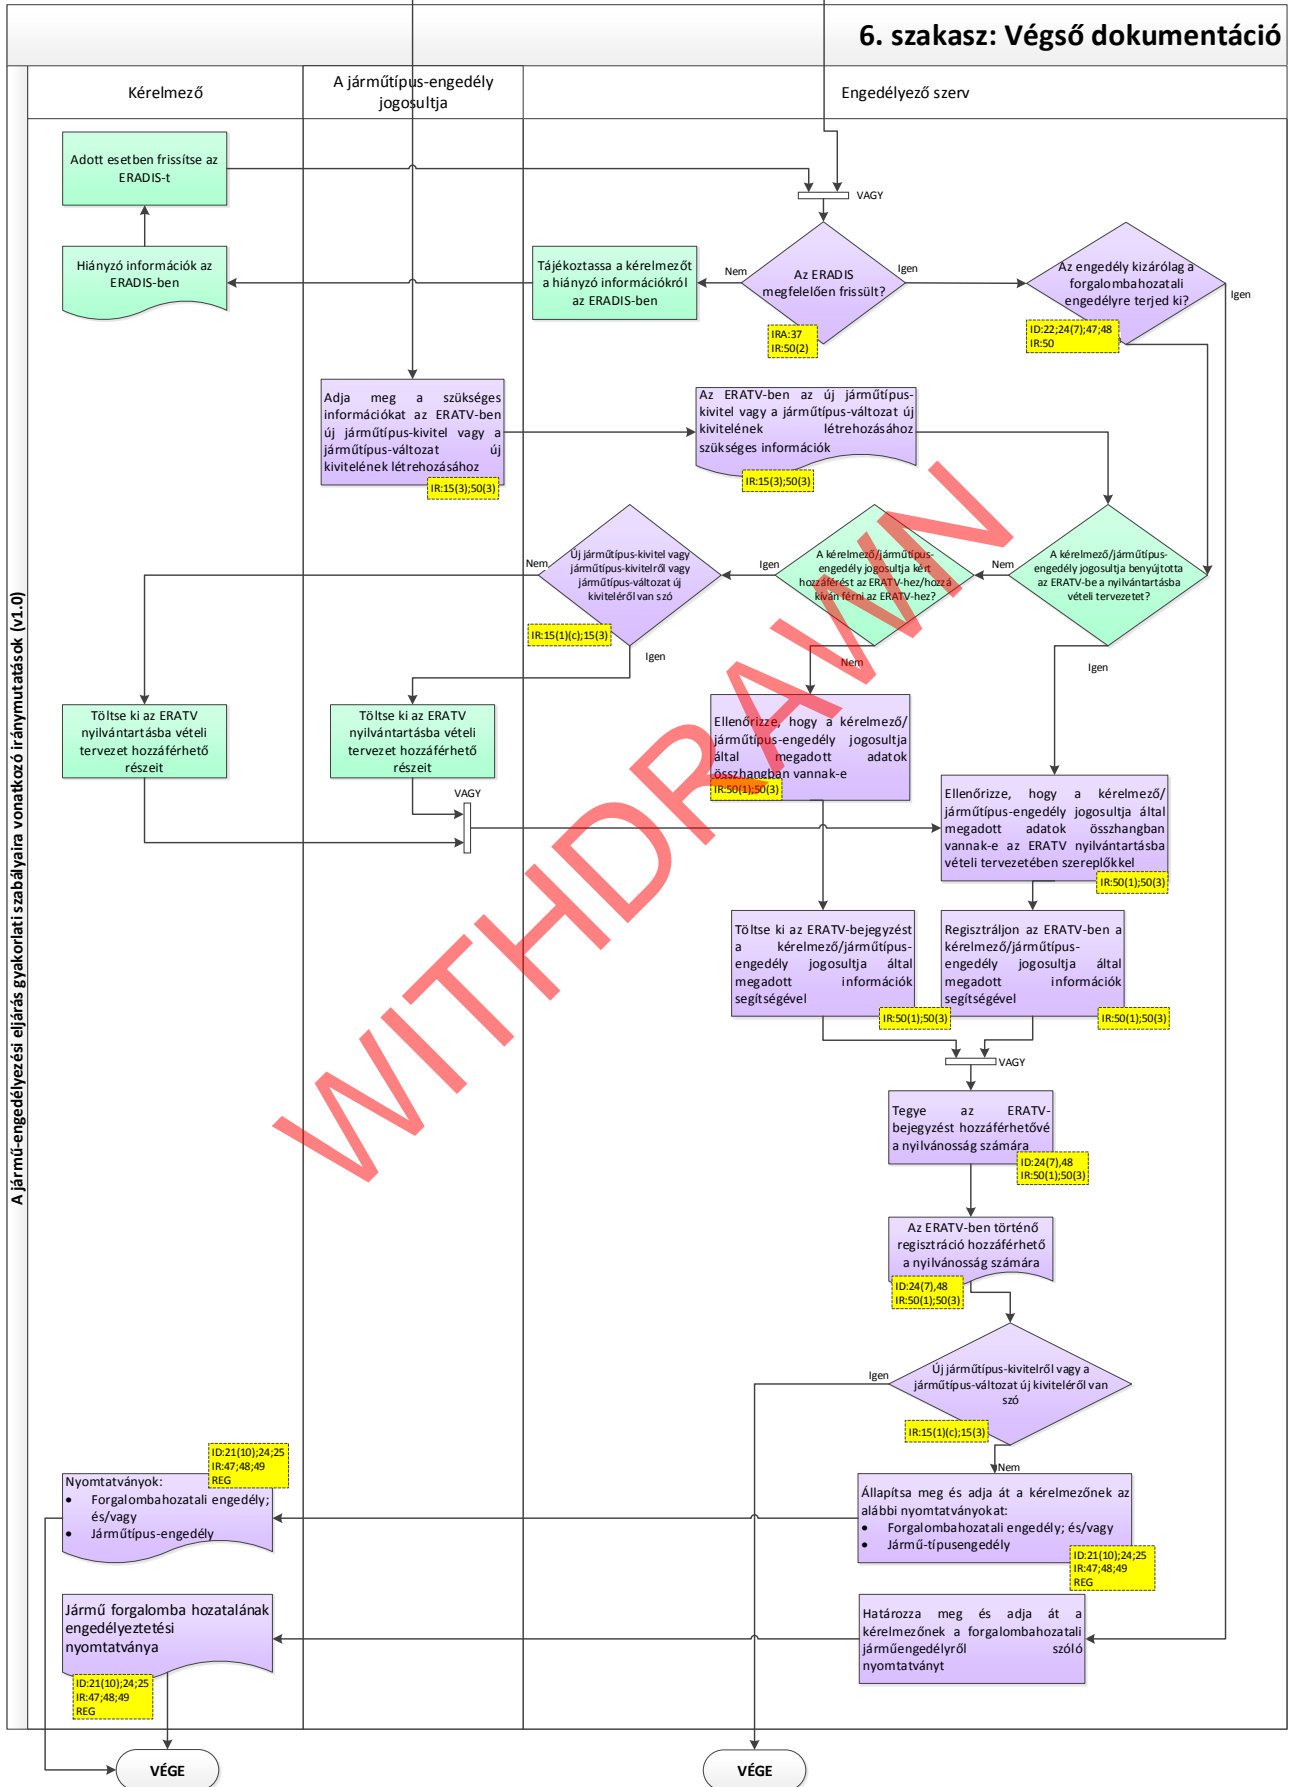 6. szakasz: Végső dokumentáció
A jármű-engedélyezési eljárás gyakorlati szabályaira vonatkozó iránymutatások (v1.0)
Kérelmező
A járműtípus-engedély
jogosultja
Engedélyező szerv
Adott esetben frissítse az
ERADIS-t
VAGY
Hiányzó információk az
ERADIS-ben
Tájékoztassa a kérelmezőt
a hiányzó információkról
az ERADIS-ben
Nem
Az ERADIS
megfelelően frissült?
Igen
IRA:37
IR:50(2)
Az engedély kizárólag a
forgalombahozatali
engedélyre terjed ki?
Igen
ID:22;24(7);47;48
IR:50
Adja meg a szükséges
információkat az ERATV-ben
új járműtípus-kivitel vagy a
járműtípus-változat új
kivitelének létrehozásához
IR:15(3);50(3)
Az ERATV-ben az új járműtípus-
kivitel vagy a járműtípus-változat új
kivitelének létrehozásához
szükséges információk
IR:15(3);50(3)
Nem
Új járműtípus-kivitel vagy
járműtípus-kivitelről vagy
járműtípus-változat új
kiviteléről van szó
IR:15(1)(c);15(3)
Igen
Igen
A kérelmező/járműtípus-
engedély jogosultja kért
hozzáférést az ERATV-hez/hozzá
kíván férni az ERATV-hez?
Nem
Nem
A kérelmező/járműtípus-
engedély jogosultja benyújtotta
az ERATV-be a nyilvántartásba
vételi tervezetet?
Igen
Töltse ki az ERATV
nyilvántartásba vételi
tervezet hozzáférhető
részeit
Töltse ki az ERATV
nyilvántartásba vételi
tervezet hozzáférhető
részeit
VAGY
Ellenőrizze, hogy a kérelmező/
járműtípus-engedély jogosultja
által megadott adatok
összhangban vannak-e
IR:50(1);50(3)
Ellenőrizze, hogy a kérelmező/
járműtípus-engedély jogosultja által
megadott adatok összhangban
vannak-e az ERATV nyilvántartásba
vételi tervezetében szereplőkkel
IR:50(1);50(3)
Töltse ki az ERATV-bejegyzést
a kérelmező/járműtípus-
engedély jogosultja által
megadott információk
segítségével
IR:50(1);50(3)
Regisztráljon az ERATV-ben a
kérelmező/járműtípus-
engedély jogosultja által
megadott információk
segítségével
IR:50(1);50(3)
VAGY
Tegye az ERATV-
bejegyzést hozzáférhetővé
a nyilvánosság számára
ID:24(7),48
IR:50(1);50(3)
Az ERATV-ben történő
regisztráció hozzáférhető
a nyilvánosság számára
ID:24(7),48
IR:50(1);50(3)
Igen
Új járműtípus-kivitelről vagy a
járműtípus-változat új kiviteléről van
szó
IR:15(1)(c);15(3)
Nem
ID:21(10);24;25
IR:47;48;49
REG
Nyomtatványok:
• Forgalombahozatali engedély;
és/vagy
• Járműtípus-engedély
Állapítsa meg és adja át a kérelmezőnek az
alábbi nyomtatványokat:
• Forgalombahozatali engedély; és/vagy
• Jármű-típusengedély
ID:21(10);24;25
IR:47;48;49
REG
Jármű forgalomba hozatalának
engedélyeztetési
nyomtatványa
ID:21(10);24;25
IR:47;48;49
REG
Határozza meg és adja át a
kérelmezőnek a forgalombahozatali
járműengedélyről szóló
nyomtatványt
VÉGE
VÉGE
WITHDRAWN